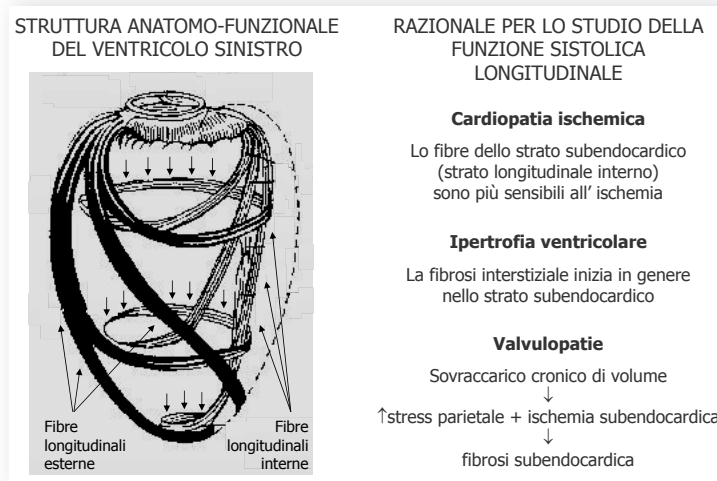 STRUTTURA ANATOMO-FUNZIONALE
DEL VENTRICOLO SINISTRO
Fibre
longitudinali
esterne
Fibre
longitudinali
interne
RAZIONALE PER LO STUDIO DELLA
FUNZIONE SISTOLICA
LONGITUDINALE
Cardiopatia ischemica
Lo fibre dello strato subendocardico
(strato longitudinale interno)
sono più sensibili all' ischemia
Ipertrofia ventricolare
La fibrosi interstiziale inizia in genere
nello strato subendocardico
Valvulopatie
Sovraccarico cronico di volume
↓
↑stress parietale + ischemia subendocardica
↓
fibrosi subendocardica